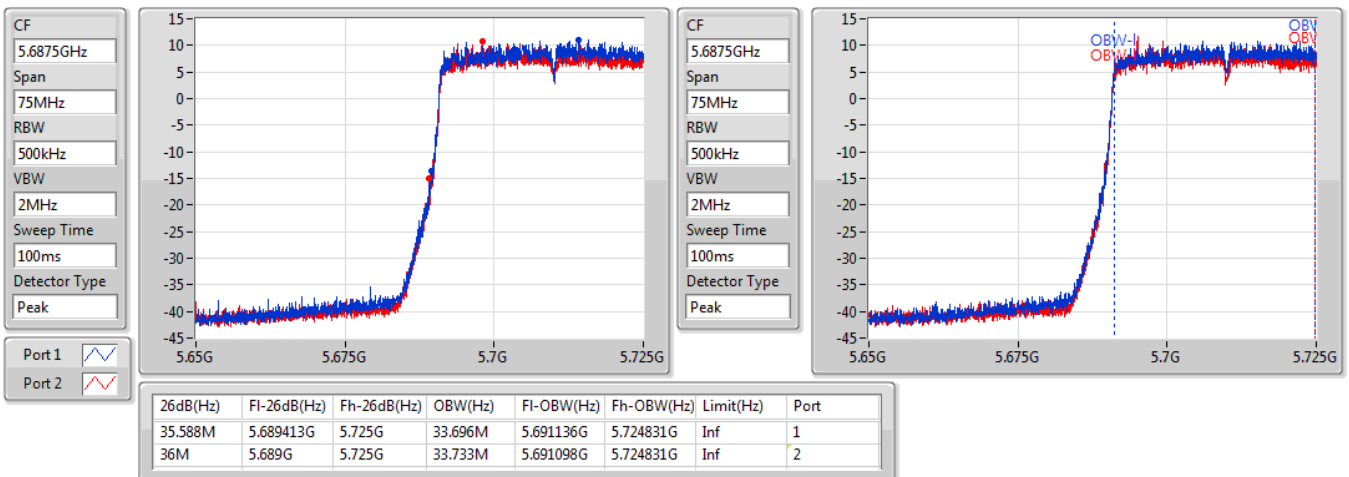 CF
5.6875GHz
Span
75MHz
RBW
500kHz
VBW
2MHz
Sweep Time
100ms
Detector Type
Peak
Port 1
Port 2
15
10
5
0
-5
-10
-15
-20
-25
-30
-35
-40
-45
5.65G 5.675G 5.7G 5.725G
CF
5.6875GHz
Span
75MHz
RBW
500kHz
VBW
2MHz
Sweep Time
100ms
Detector Type
Peak
15
10
5
0
-5
-10
-15
-20
-25
-30
-35
-40
-45
OBW
OBW
5.65G 5.675G 5.7G 5.725G
26dB(Hz) Fl-26dB(Hz) Fh-26dB(Hz) OBW(Hz) Fl-OBW(Hz) Fh-OBW(Hz) Limit(Hz) Port
35.588M 5.689413G 5.725G 33.696M 5.691136G 5.724831G Inf 1
36M 5.689G 5.725G 33.733M 5.691098G 5.724831G Inf 2